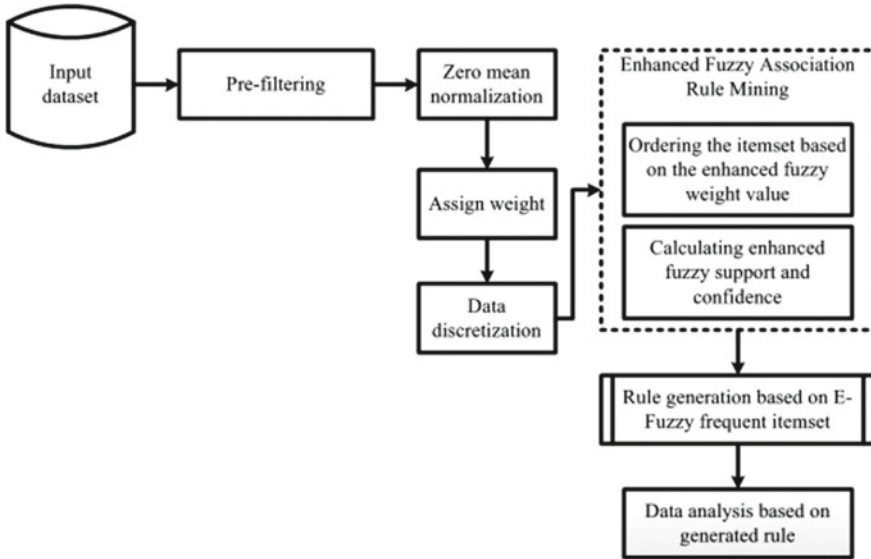 Input
dataset
Pre-filtering
Zero mean
normalization
Assign weight
Data
discretization
Enhanced Fuzzy Association
Rule Mining
Ordering the itemset based
on the enhanced fuzzy
weight value
Calculating enhanced
fuzzy support and
confidence
Rule generation based on E-
Fuzzy frequent itemset
Data analysis based on
generated rule